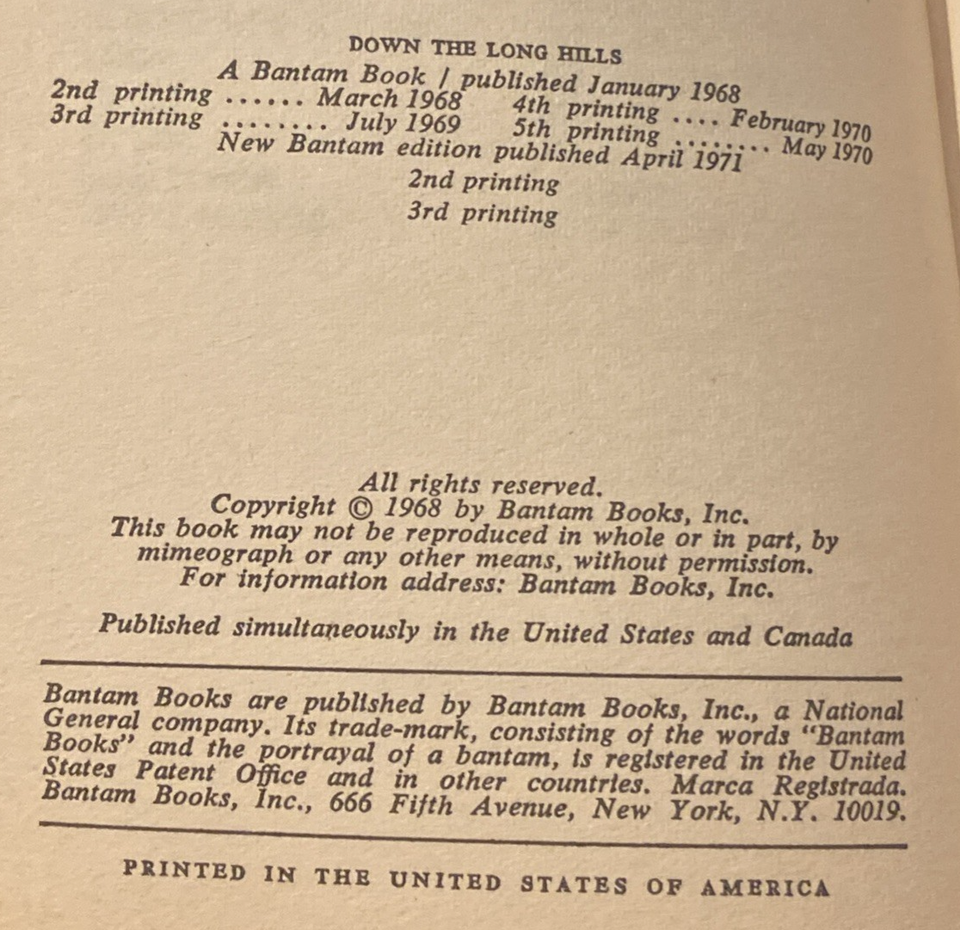 DOWN THE LONG HILLS
A Bantam Book / published January 1968
2nd printing ...... March 1968 4th printing .... February 1970
3rd printing ........ July 1969 5th printing ........ May 1970
New Bantam edition published April 1971
2nd printing
3rd printing
All rights reserved.
Copyright © 1968 by Bantam Books, Inc.
This book may not be reproduced in whole or in part, by
mimeograph or any other means, without permission.
For information address: Bantam Books, Inc.
Published simultaneously in the United States and Canada
Bantam Books are published by Bantam Books, Inc., a National
General company. Its trade-mark, consisting of the words “Bantam
Books” and the portrayal of a bantam, is registered in the United
States Patent Office and in other countries. Marca Registrada.
Bantam Books, Inc., 666 Fifth Avenue, New York, N.Y. 10019.
PRINTED IN THE UNITED STATES OF AMERICA